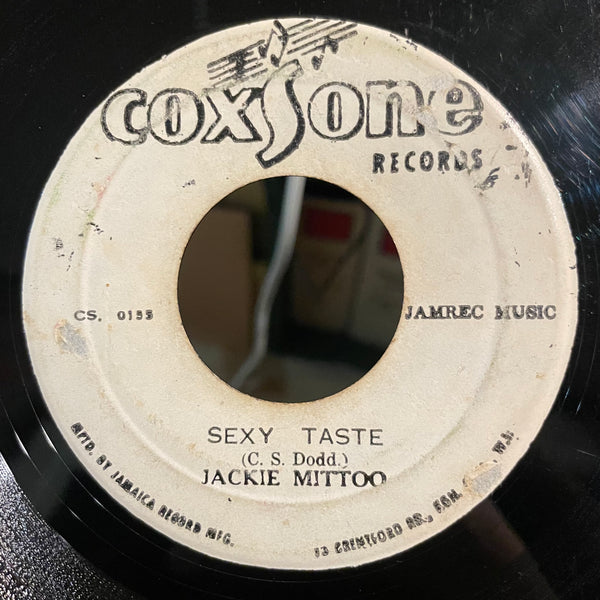 coxsone
RECORDS
CS. 0155
JAMREC MUSIC
SEXY TASTE
(C. S. Dodd.)
JACKIE MITTOO
MFTD. BY JAMAICA RECORD MFG.
13 BRENTFORD RD., KGN. W.I.